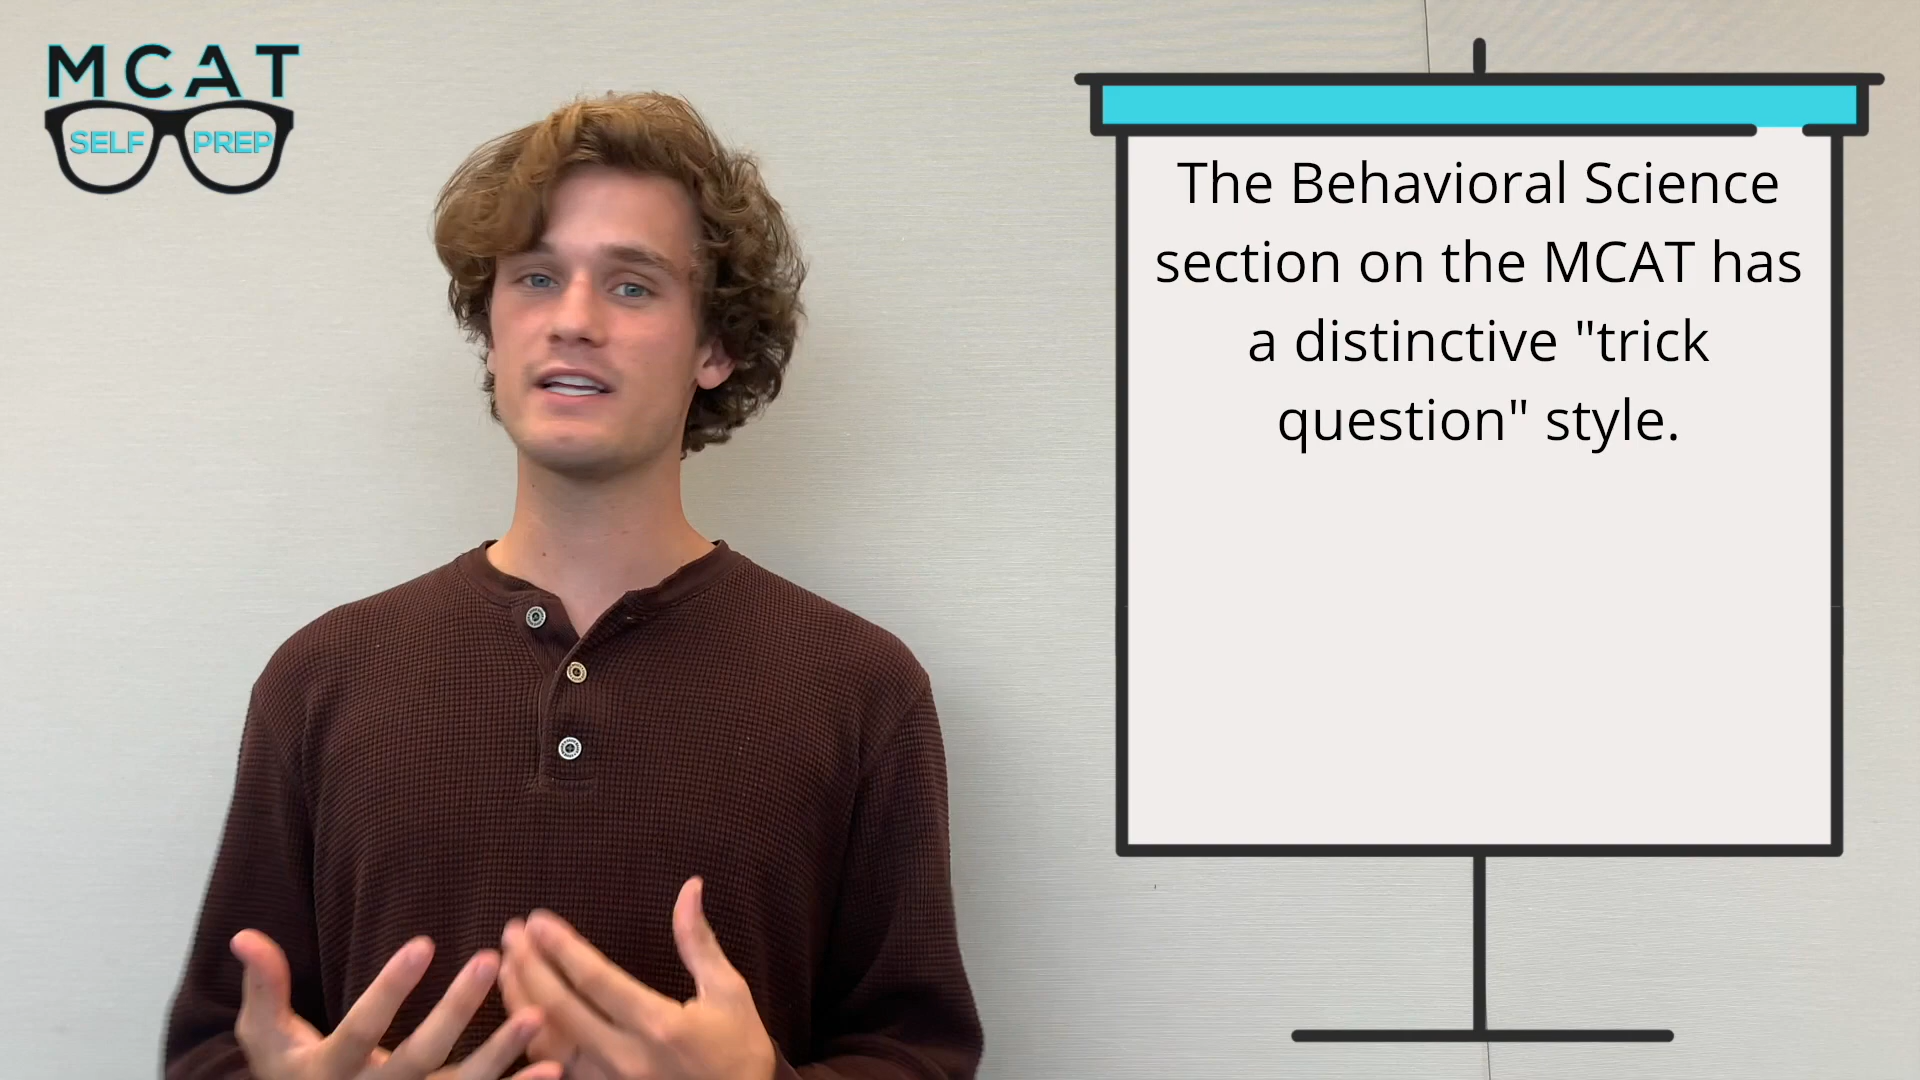 MCAT
SELF PREP
The Behavioral Science
section on the MCAT has
a distinctive "trick
question" style.